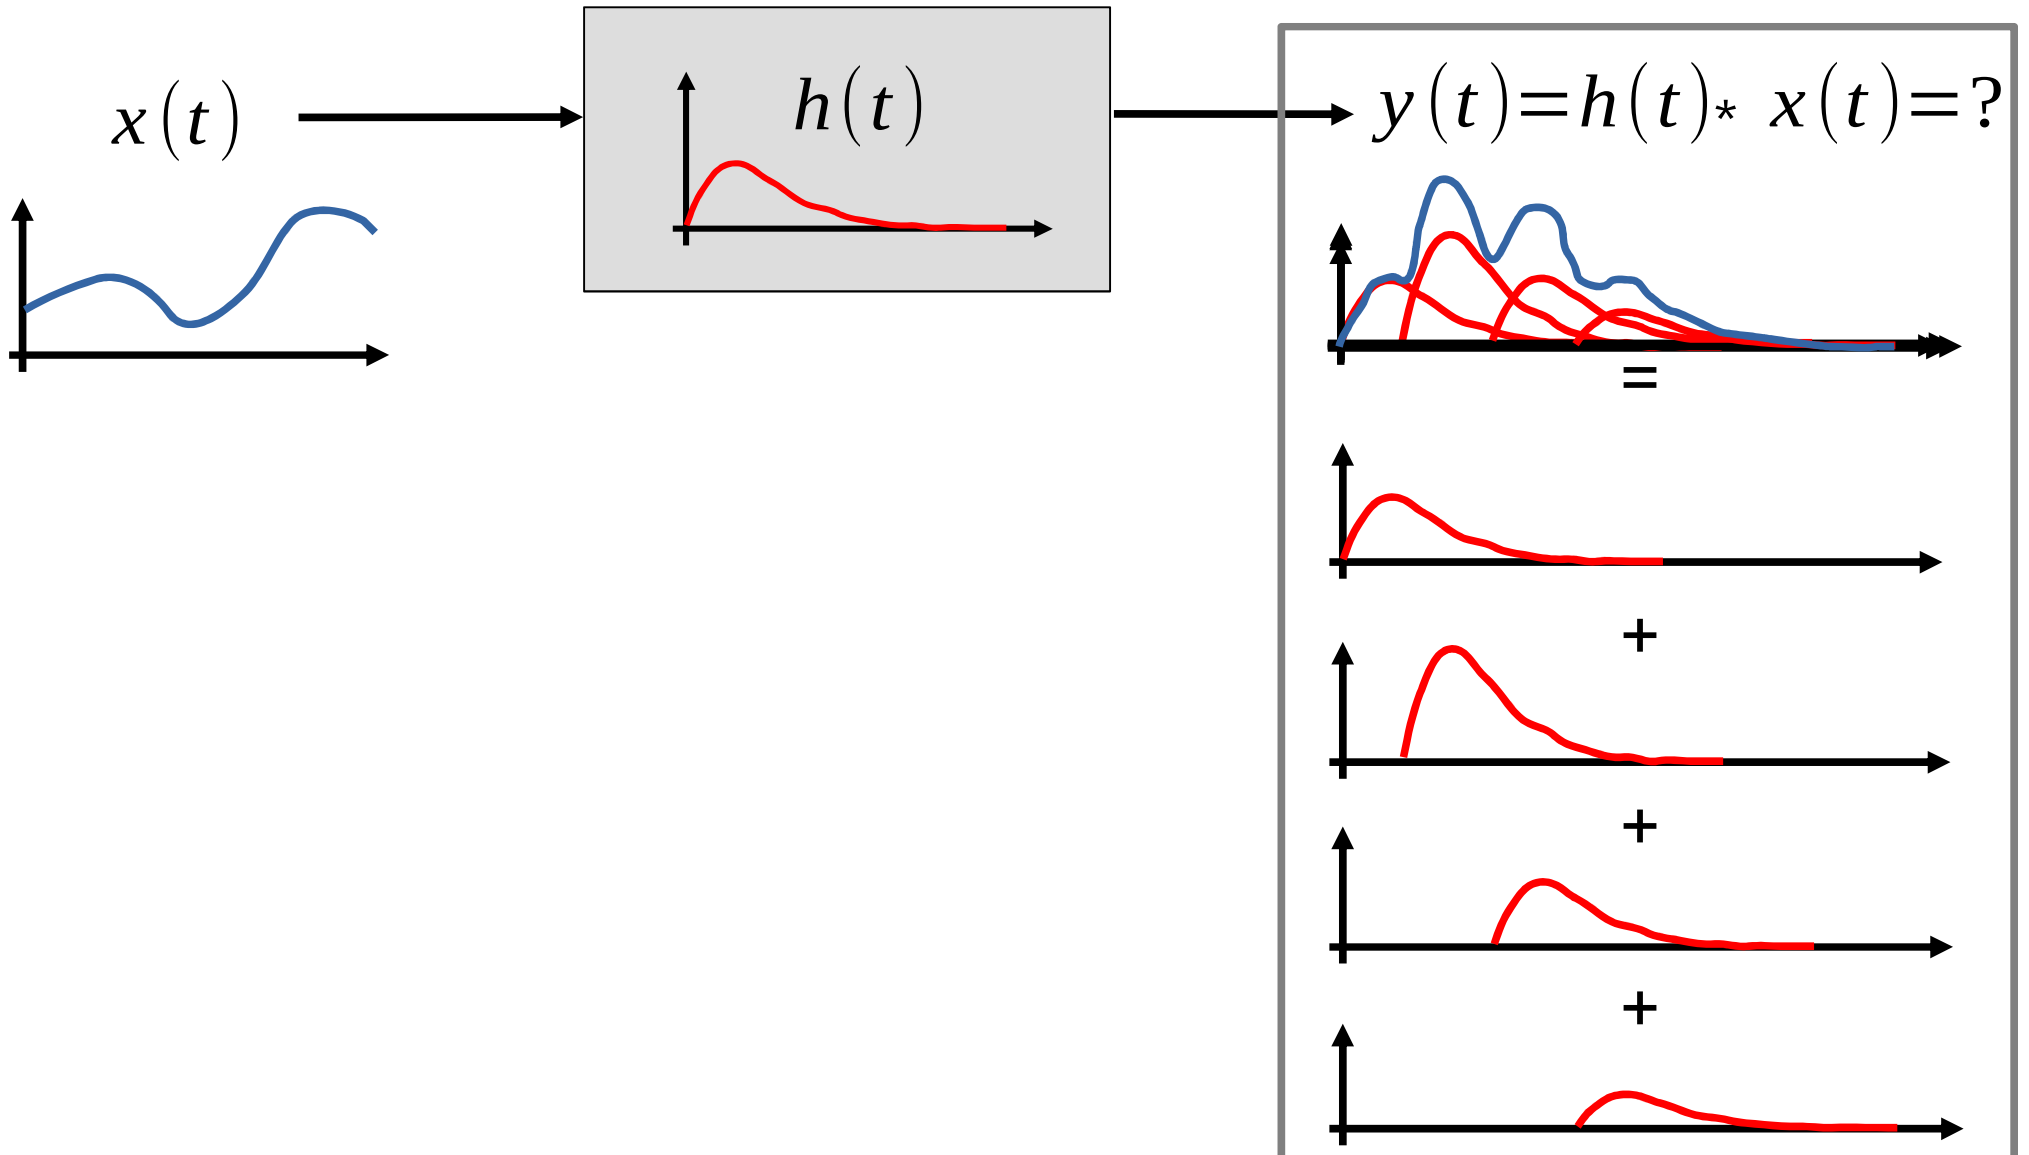 x(t)
h(t)
y(t)=h(t)* x(t)=?
=
+
+
+